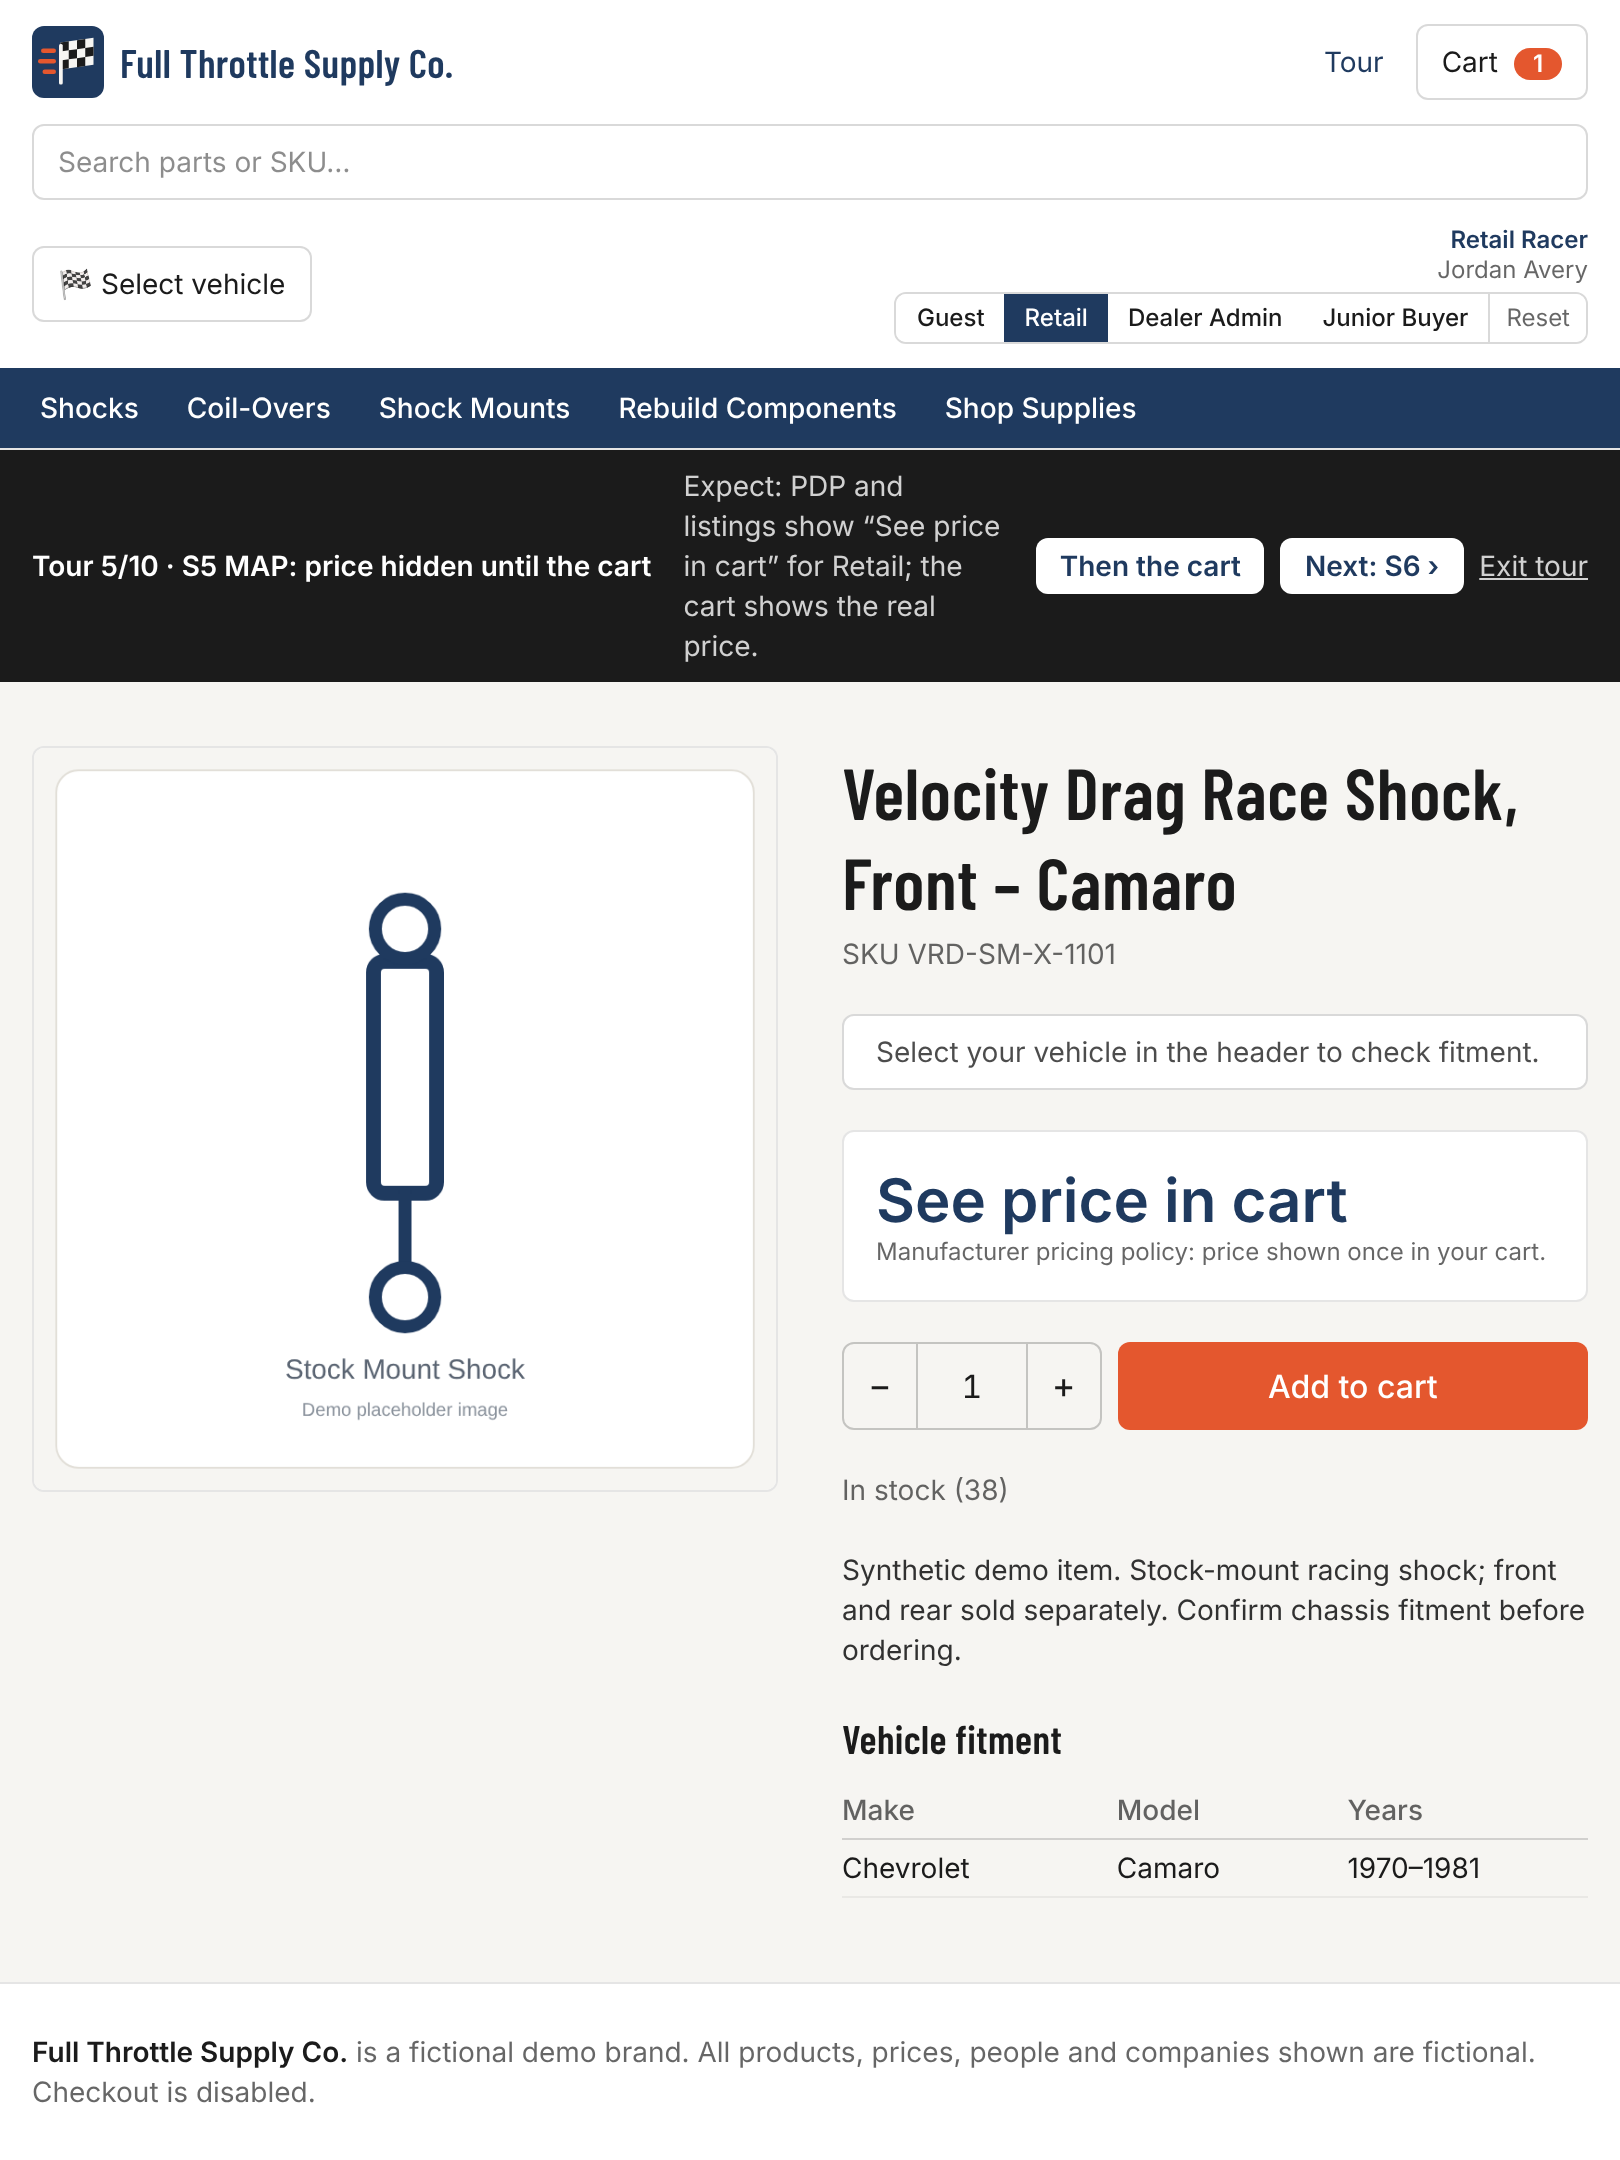 Full Throttle Supply Co.
Tour
Cart 1
Search parts or SKU...
Select vehicle
Retail Racer
Jordan Avery
Guest Retail Dealer Admin Junior Buyer Reset
Shocks Coil-Overs Shock Mounts Rebuild Components Shop Supplies
Tour 5/10 · S5 MAP: price hidden until the cart
Expect: PDP and
listings show “See price
in cart” for Retail; the
cart shows the real
price.
Then the cart
Next: S6 ›
Exit tour
Stock Mount Shock
Demo placeholder image
Velocity Drag Race Shock,
Front – Camaro
SKU VRD-SM-X-1101
Select your vehicle in the header to check fitment.
See price in cart
Manufacturer pricing policy: price shown once in your cart.
− 1 +
Add to cart
In stock (38)
Synthetic demo item. Stock-mount racing shock; front
and rear sold separately. Confirm chassis fitment before
ordering.
Vehicle fitment
Make Model Years
Chevrolet Camaro 1970–1981
Full Throttle Supply Co. is a fictional demo brand. All products, prices, people and companies shown are fictional.
Checkout is disabled.